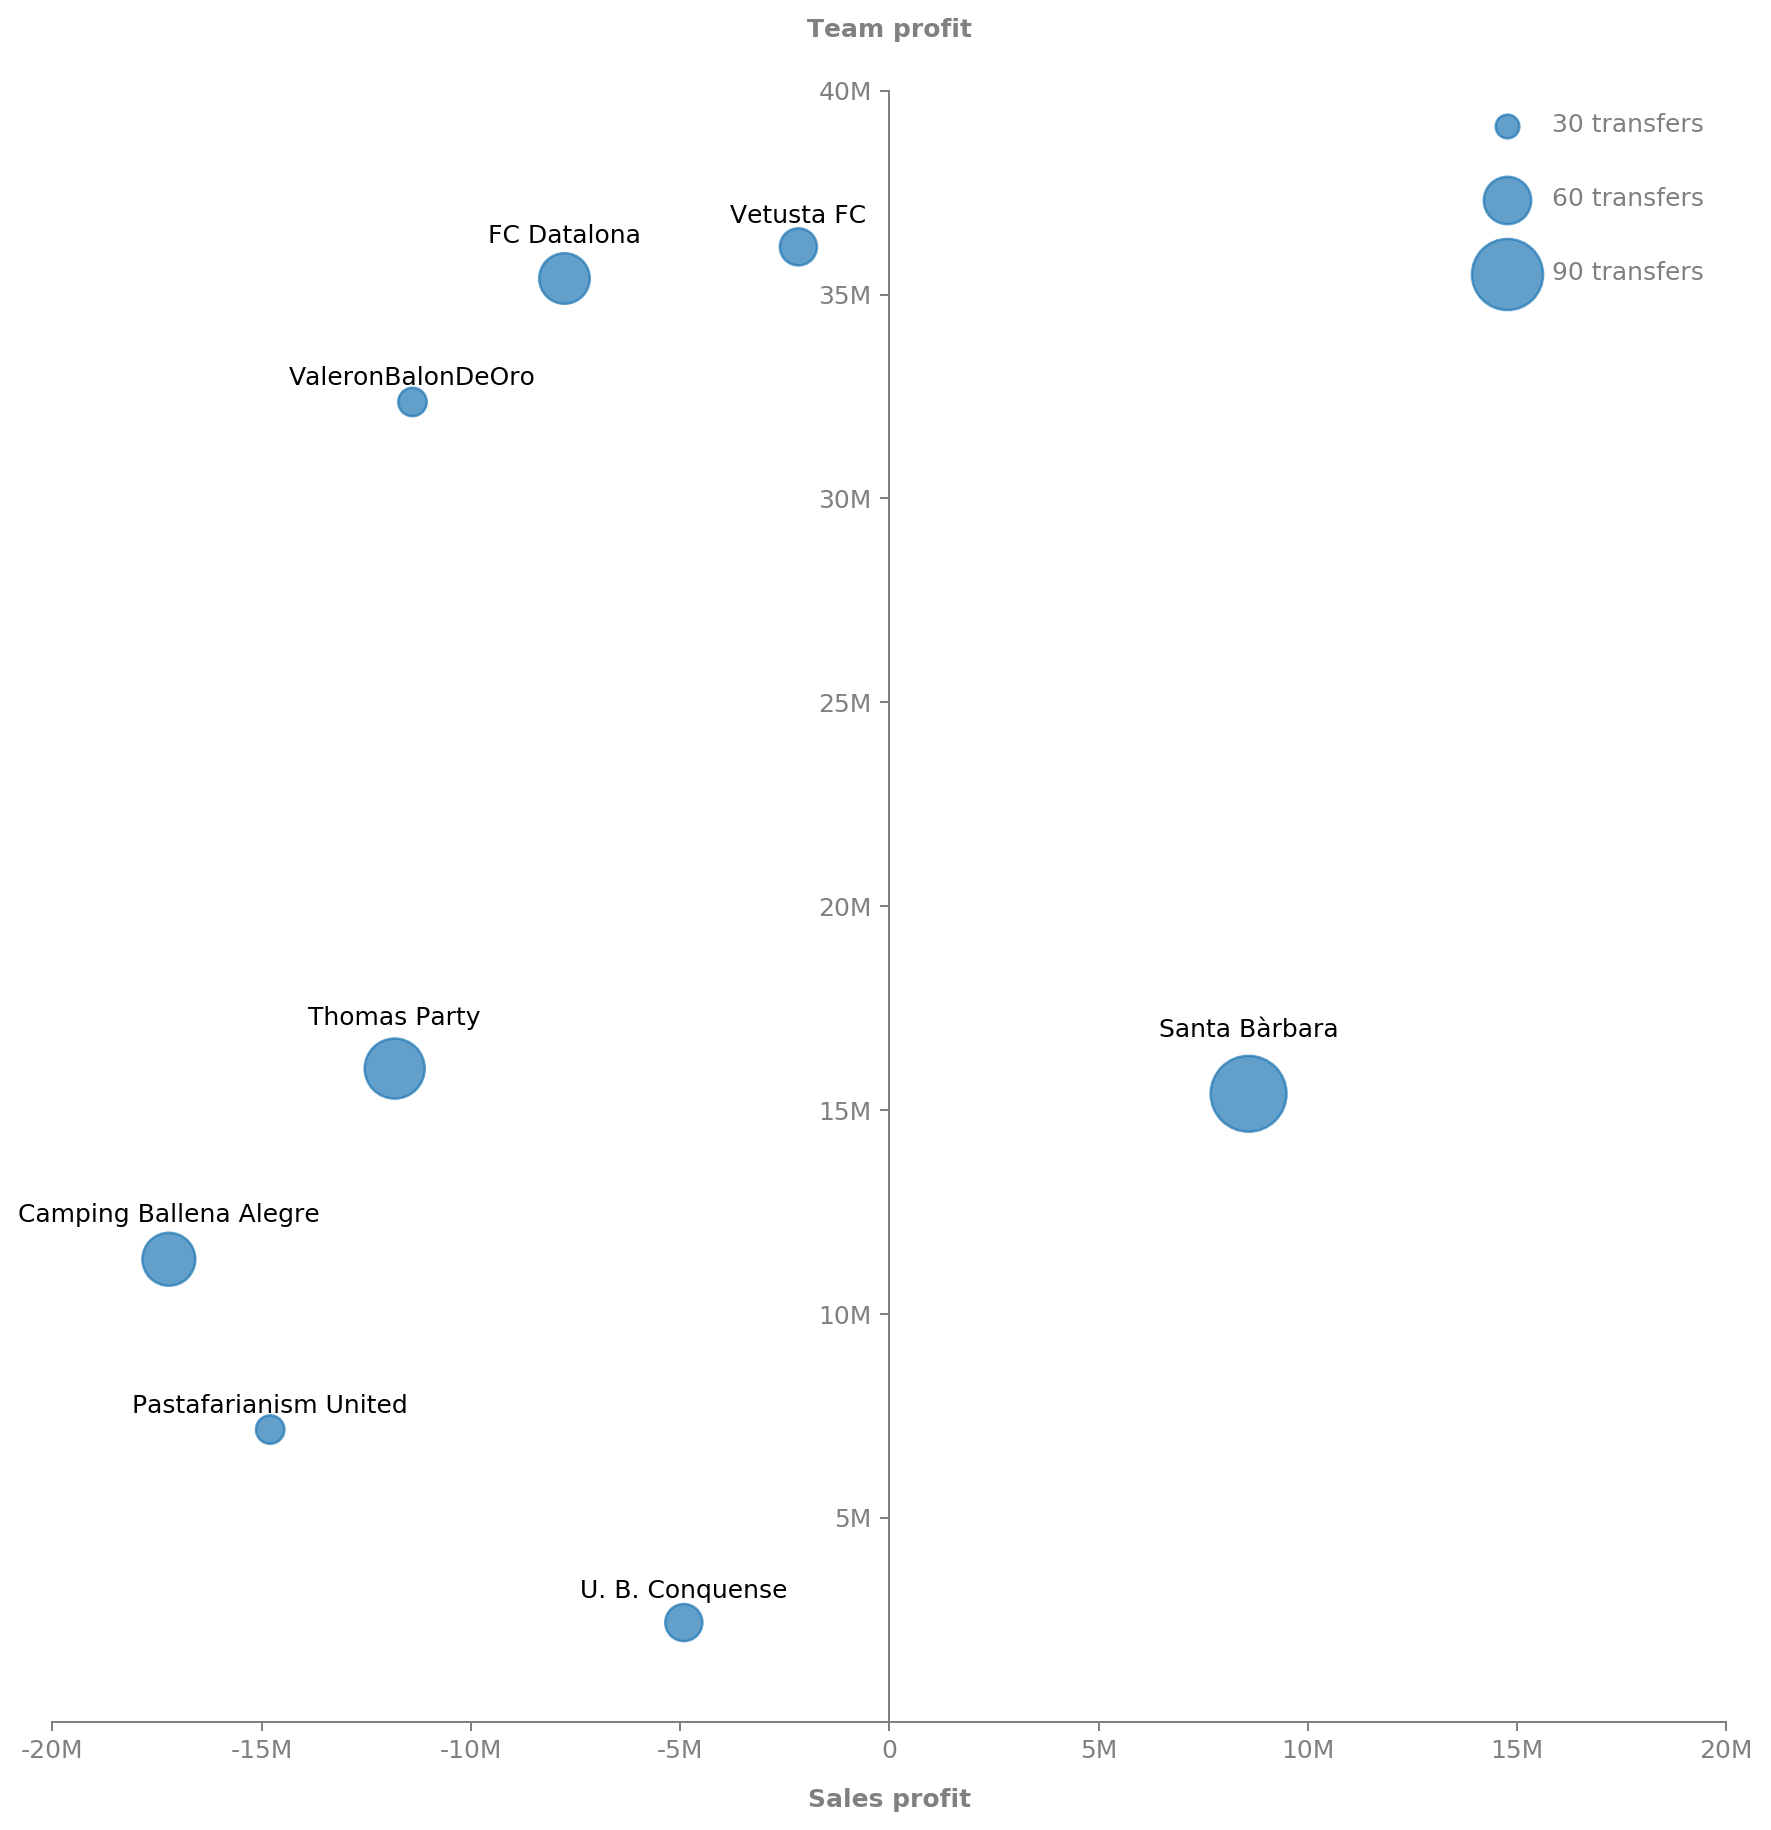 Team profit
40M
30 transfers
60 transfers
Vetusta FC
FC Datalona
90 transfers
35M
ValeronBalonDeOro
30M
25M
20M
Thomas Party
Santa Bàrbara
15M
Camping Ballena Alegre
10M
Pastafarianism United
5M
U. B. Conquense
-20M -15M -10M -5M 0 5M 10M 15M 20M
Sales profit